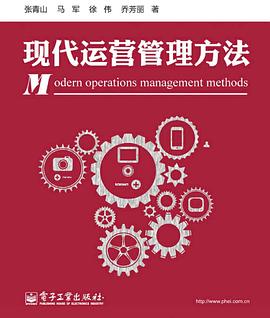 张青山 马 军 徐 伟 乔芳丽 著
现代运营管理方法
Modern operations management methods
http://www.phei.com.cn
电子工业出版社
PUBLISHING HOUSE OF ELECTRONICS INDUSTRY